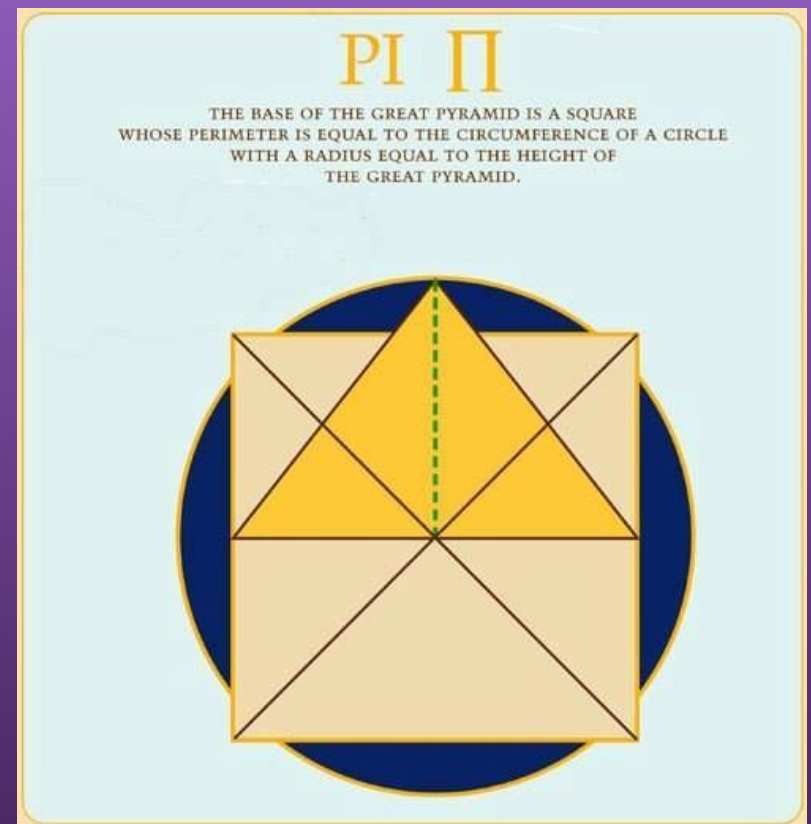 PI Π
THE BASE OF THE GREAT PYRAMID IS A SQUARE
WHOSE PERIMETER IS EQUAL TO THE CIRCUMFERENCE OF A CIRCLE
WITH A RADIUS EQUAL TO THE HEIGHT OF
THE GREAT PYRAMID.